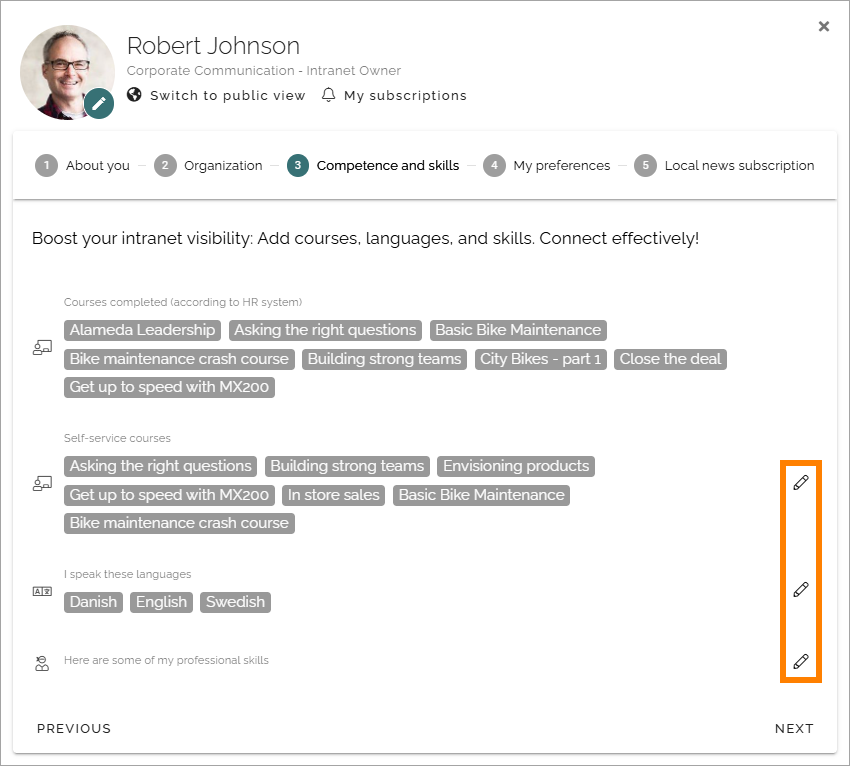 Robert Johnson
Corporate Communication - Intranet Owner
Switch to public view My subscriptions
1 About you 2 Organization 3 Competence and skills 4 My preferences 5 Local news subscription
Boost your intranet visibility: Add courses, languages, and skills. Connect effectively!
Courses completed (according to HR system)
Alameda Leadership Asking the right questions Basic Bike Maintenance
Bike maintenance crash course Building strong teams City Bikes - part 1 Close the deal
Get up to speed with MX200
Self-service courses
Asking the right questions Building strong teams Envisioning products
Get up to speed with MX200 In store sales Basic Bike Maintenance
Bike maintenance crash course
I speak these languages
Danish English Swedish
Here are some of my professional skills
PREVIOUS NEXT